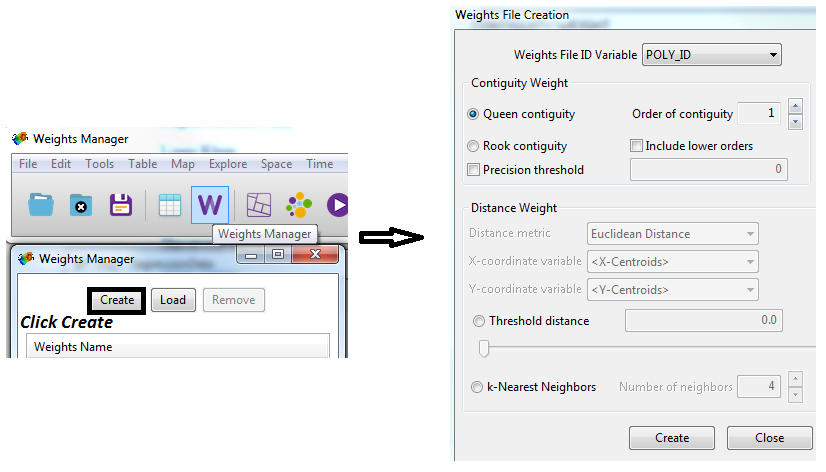 Weights Manager
File Edit Tools Table Map Explore Space Time
W
Weights Manager
Weights Manager
Create Load Remove
Click Create
Weights Name
Weights File Creation
Weights File ID Variable POLY_ID
Contiguity Weight
Queen contiguity Order of contiguity 1
Rook contiguity Include lower orders
Precision threshold 0
Distance Weight
Distance metric Euclidean Distance
X-coordinate variable <X-Centroids>
Y-coordinate variable <Y-Centroids>
Threshold distance 0.0
k-Nearest Neighbors Number of neighbors 4
Create Close